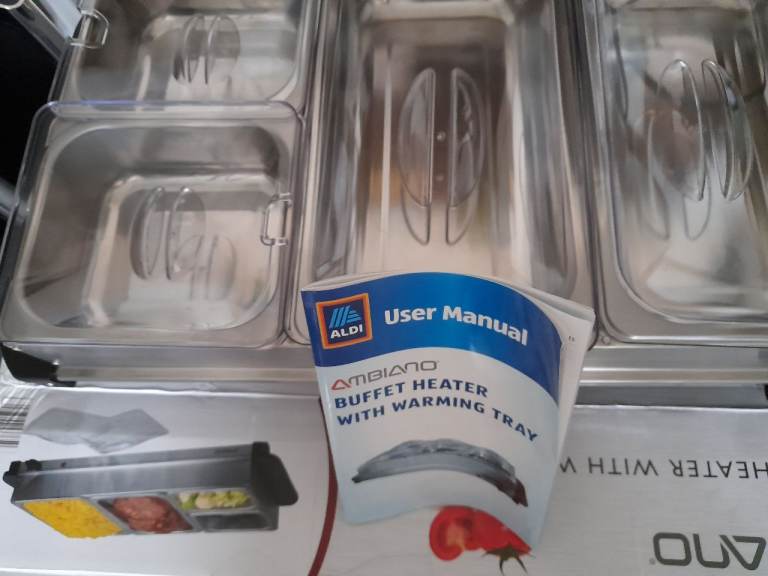 ALDI
User Manual
AMBIANO
BUFFET HEATER
WITH WARMING TRAY
HEATER WITH W
ANO